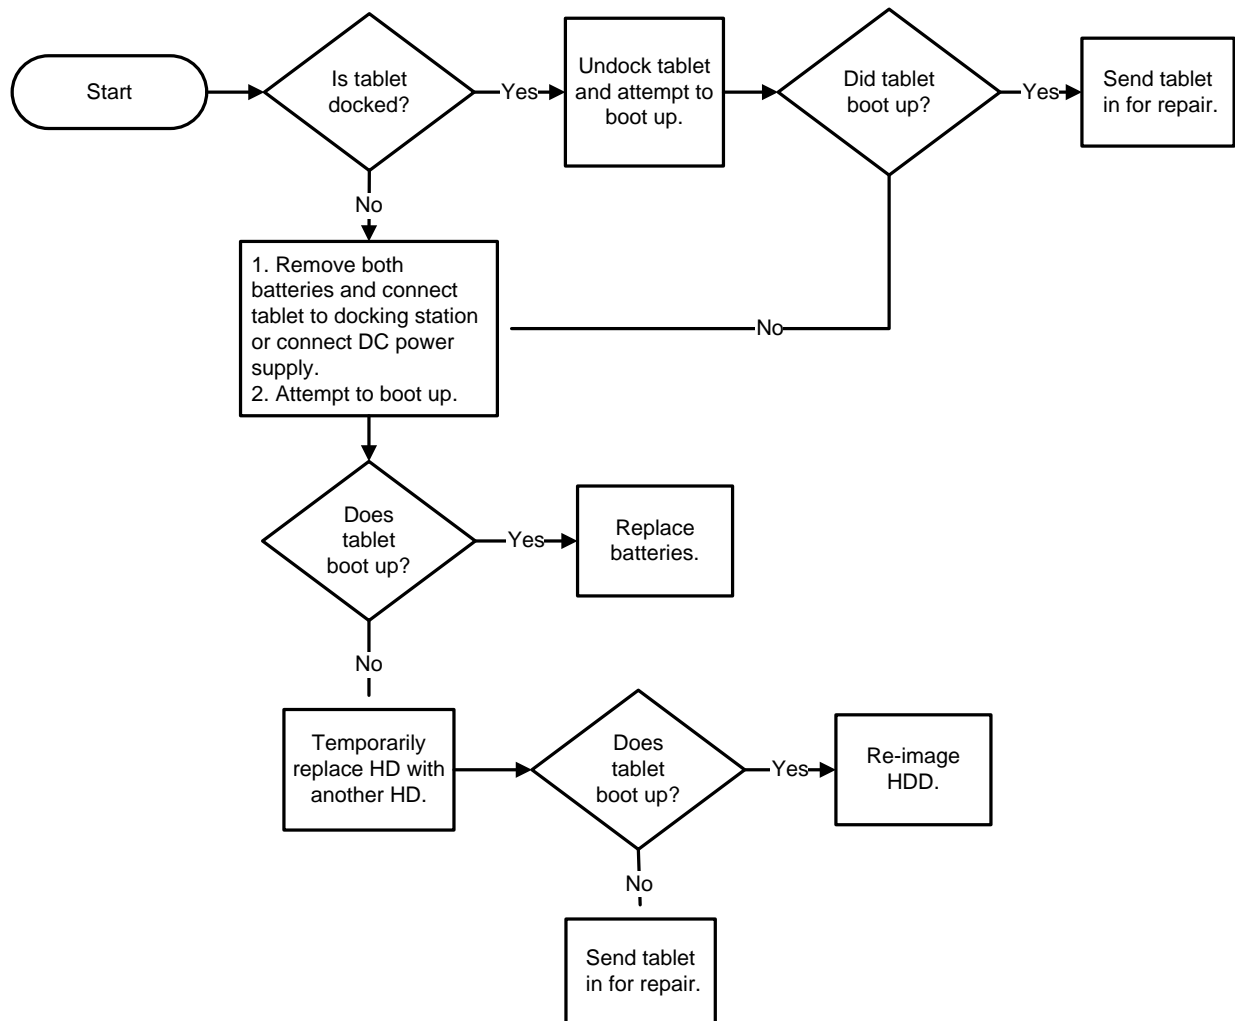 Start
Is tablet
docked?
Yes
Undock tablet
and attempt to
boot up.
Did tablet
boot up?
Yes
Send tablet
in for repair.
No
1. Remove both
batteries and connect
tablet to docking station
or connect DC power
supply.
2. Attempt to boot up.
No
Does
tablet
boot up?
Yes
Replace
batteries.
No
Temporarily
replace HD with
another HD.
Does
tablet
boot up?
Yes
Re-image
HDD.
No
Send tablet
in for repair.